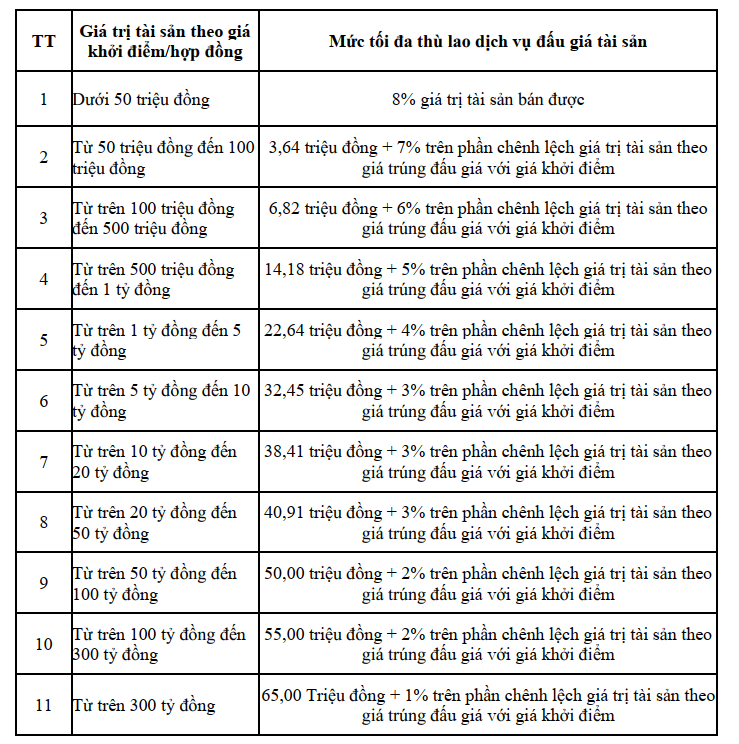 TT
Giá trị tài sản theo giá
khởi điểm/hợp đồng
Mức tối đa thù lao dịch vụ đấu giá tài sản
1
Dưới 50 triệu đồng
8% giá trị tài sản bán được
2
Từ 50 triệu đồng đến 100
triệu đồng
3,64 triệu đồng + 7% trên phần chênh lệch giá trị tài sản theo
giá trúng đấu giá với giá khởi điểm
3
Từ trên 100 triệu đồng
đến 500 triệu đồng
6,82 triệu đồng + 6% trên phần chênh lệch giá trị tài sản theo
giá trúng đấu giá với giá khởi điểm
4
Từ trên 500 triệu đồng
đến 1 tỷ đồng
14,18 triệu đồng + 5% trên phần chênh lệch giá trị tài sản theo
giá trúng đấu giá với giá khởi điểm
5
Từ trên 1 tỷ đồng đến 5
tỷ đồng
22,64 triệu đồng + 4% trên phần chênh lệch giá trị tài sản theo
giá trúng đấu giá với giá khởi điểm
6
Từ trên 5 tỷ đồng đến 10
tỷ đồng
32,45 triệu đồng + 3% trên phần chênh lệch giá trị tài sản theo
giá trúng đấu giá với giá khởi điểm
7
Từ trên 10 tỷ đồng đến
20 tỷ đồng
38,41 triệu đồng + 3% trên phần chênh lệch giá trị tài sản theo
giá trúng đấu giá với giá khởi điểm
8
Từ trên 20 tỷ đồng đến
50 tỷ đồng
40,91 triệu đồng + 3% trên phần chênh lệch giá trị tài sản theo
giá trúng đấu giá với giá khởi điểm
9
Từ trên 50 tỷ đồng đến
100 tỷ đồng
50,00 triệu đồng + 2% trên phần chênh lệch giá trị tài sản theo
giá trúng đấu giá với giá khởi điểm
10
Từ trên 100 tỷ đồng đến
300 tỷ đồng
55,00 triệu đồng + 2% trên phần chênh lệch giá trị tài sản theo
giá trúng đấu giá với giá khởi điểm
11
Từ trên 300 tỷ đồng
65,00 Triệu đồng + 1% trên phần chênh lệch giá trị tài sản theo
giá trúng đấu giá với giá khởi điểm